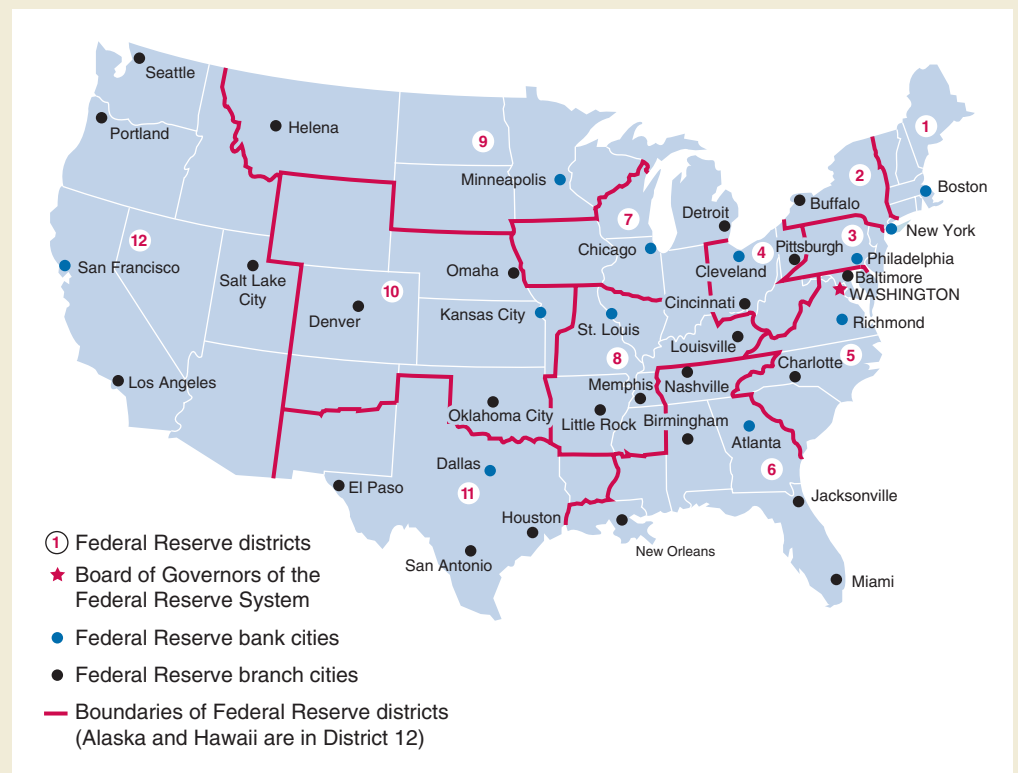 Seattle
Portland
Helena
9
1
Minneapolis
2
Boston
Buffalo
7
Detroit
3
New York
12
Chicago
4
Pittsburgh
San Francisco
Cleveland
Philadelphia
Salt Lake
City
Omaha
Baltimore
10
WASHINGTON
Denver
Kansas City
Cincinnati
St. Louis
Richmond
Louisville
8
5
Charlotte
Los Angeles
Memphis
Nashville
Oklahoma City
Little Rock
Birmingham
Atlanta
Dallas
6
El Paso
11
Jacksonville
Houston
New Orleans
San Antonio
Miami
1 Federal Reserve districts
Board of Governors of the
Federal Reserve System
Federal Reserve bank cities
Federal Reserve branch cities
Boundaries of Federal Reserve districts
(Alaska and Hawaii are in District 12)